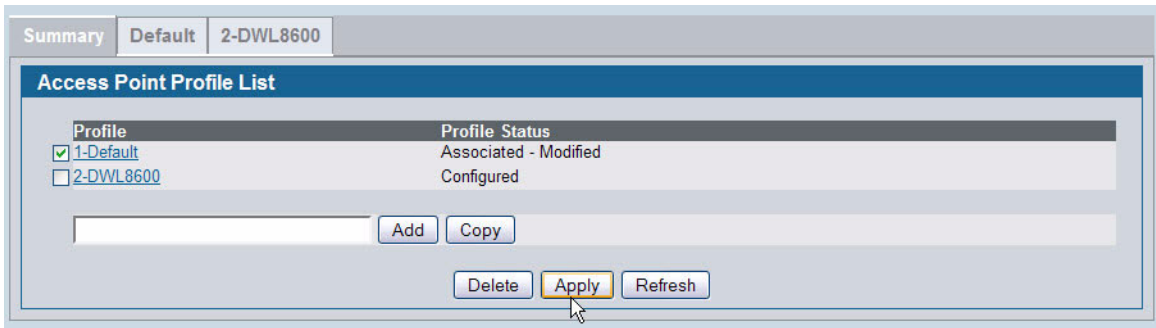 Summary Default 2-DWL8600
Access Point Profile List
Profile Profile Status
1-Default Associated - Modified
2-DWL8600 Configured
Add Copy
Delete Apply Refresh